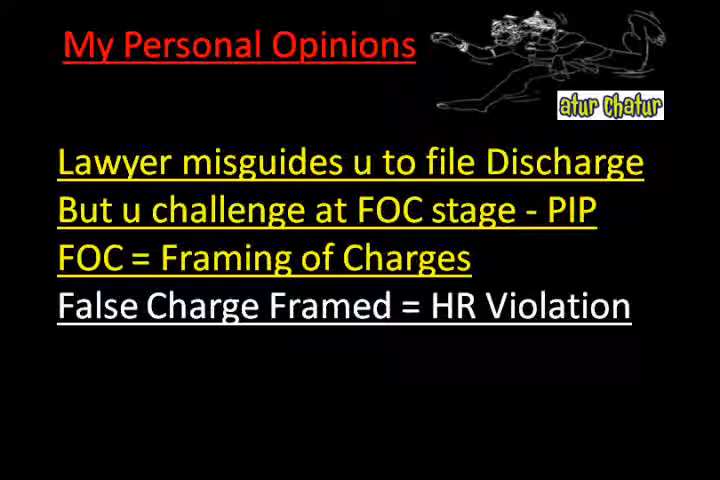 My Personal Opinions
atur chatur
Lawyer misguides u to file Discharge
But u challenge at FOC stage - PIP
FOC = Framing of Charges
False Charge Framed = HR Violation